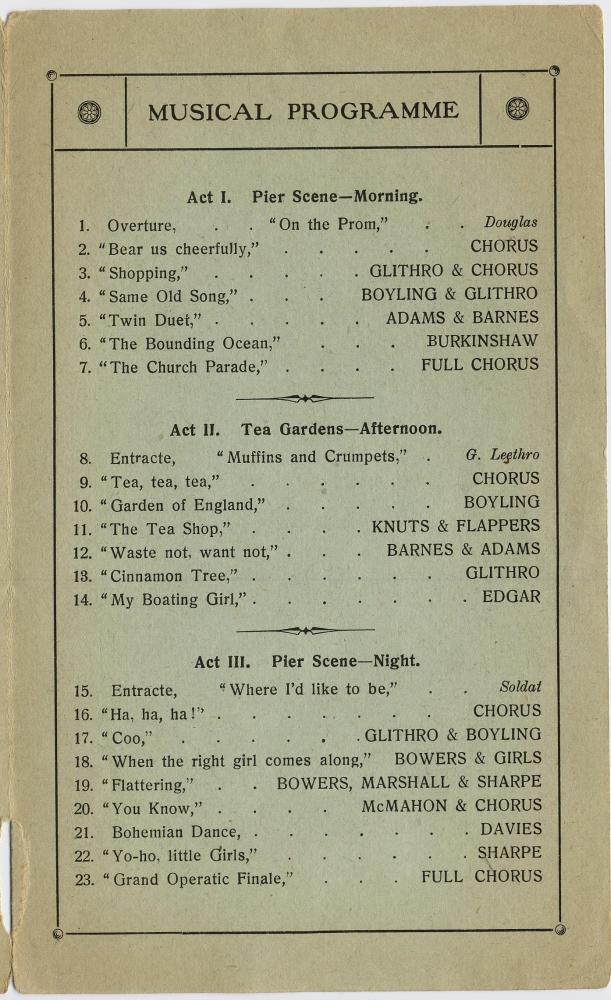 MUSICAL PROGRAMME
Act I. Pier Scene—Morning.
1. Overture, . . “On the Prom,” . . Douglas
2. “Bear us cheerfully,” . . . . . CHORUS
3. “Shopping,” . . . . . GLITHRO & CHORUS
4. “Same Old Song,” . . . BOYLING & GLITHRO
5. “Twin Duet,” . . . . . ADAMS & BARNES
6. “The Bounding Ocean,” . . . BURKINSHAW
7. “The Church Parade,” . . . . FULL CHORUS
Act II. Tea Gardens—Afternoon.
8. Entracte, “Muffins and Crumpets,” . G. Leethro
9. “Tea, tea, tea,” . . . . . . CHORUS
10. “Garden of England,” . . . . . BOYLING
11. “The Tea Shop,” . . . . KNUTS & FLAPPERS
12. “Waste not, want not,” . . . BARNES & ADAMS
13. “Cinnamon Tree,” . . . . . . GLITHRO
14. “My Boating Girl,” . . . . . . . EDGAR
Act III. Pier Scene—Night.
15. Entracte, “Where I’d like to be,” . . Soldat
16. “Ha, ha, ha!” . . . . . . . CHORUS
17. “Coo,” . . . . . . GLITHRO & BOYLING
18. “When the right girl comes along,” BOWERS & GIRLS
19. “Flattering,” . . BOWERS, MARSHALL & SHARPE
20. “You Know,” . . . . McMAHON & CHORUS
21. Bohemian Dance, . . . . . . . DAVIES
22. “Yo-ho, little Girls,” . . . . . SHARPE
23. “Grand Operatic Finale,” . . . FULL CHORUS